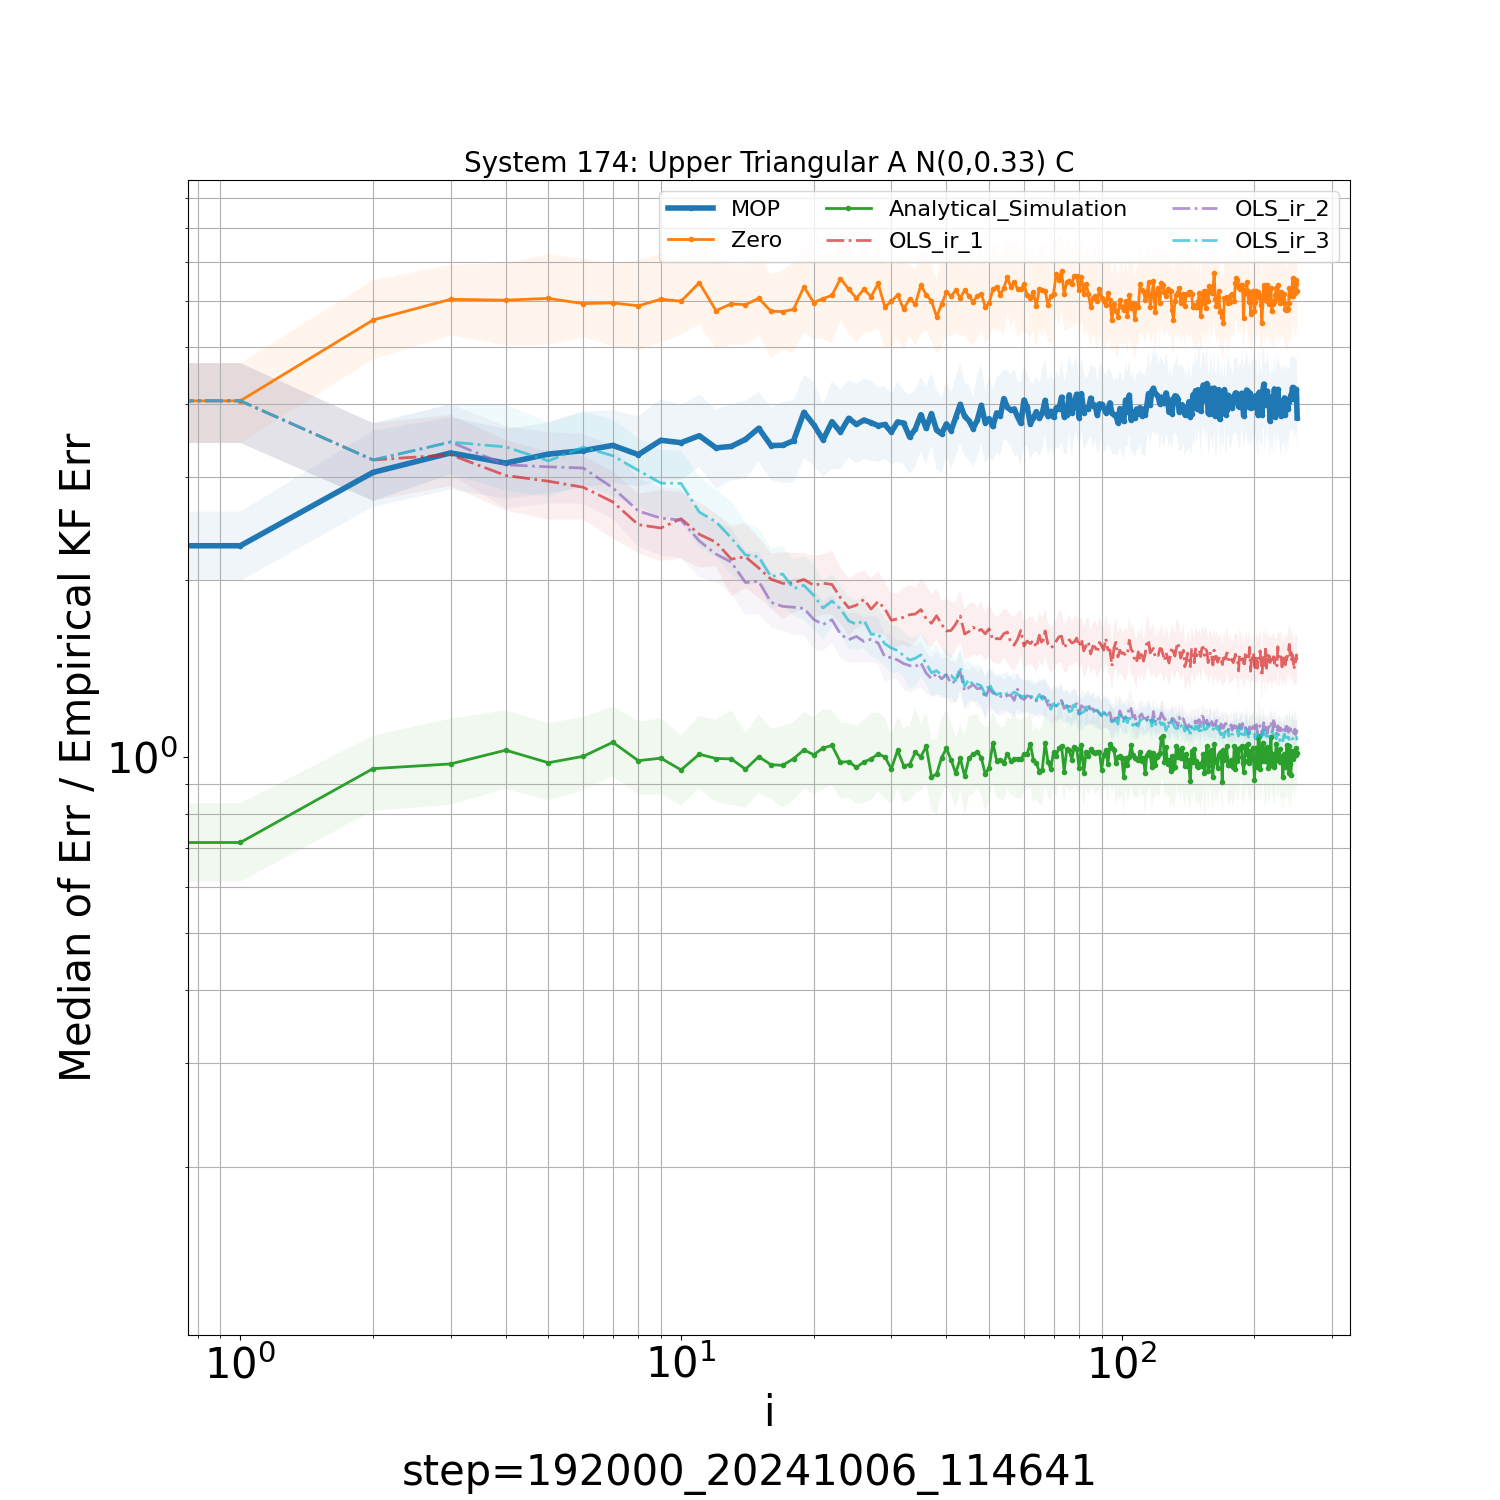 System 174: Upper Triangular A N(0,0.33) C
MOP
Zero
Analytical_Simulation
OLS_ir_1
OLS_ir_2
OLS_ir_3
Median of Err / Empirical KF Err
10⁰
10⁰
10¹
10²
i
step=192000_20241006_114641